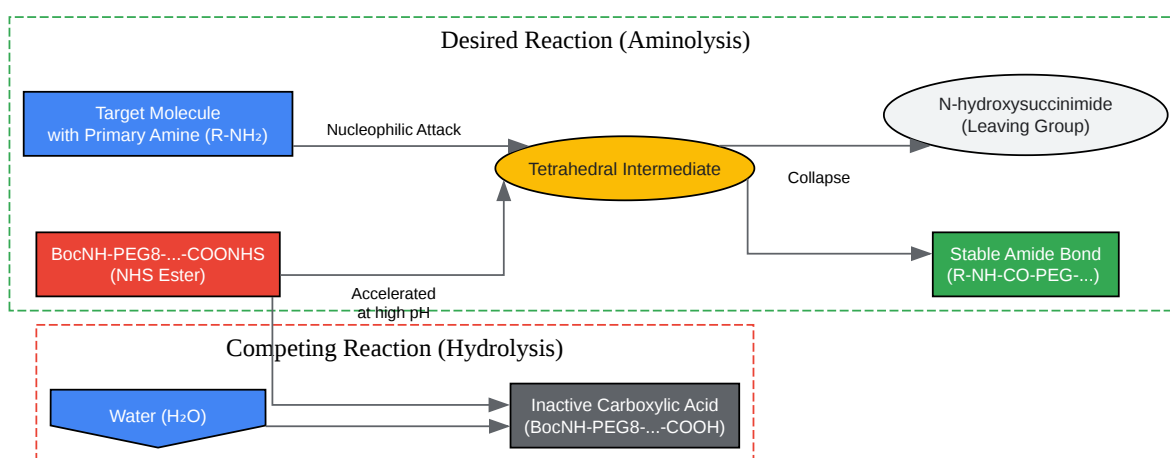 Desired Reaction (Aminolysis)
Target Molecule
with Primary Amine (R-NH₂)
Nucleophilic Attack
Tetrahedral Intermediate
N-hydroxysuccinimide
(Leaving Group)
Collapse
BocNH-PEG8-...-COONHS
(NHS Ester)
Stable Amide Bond
(R-NH-CO-PEG-...)
Accelerated
at high pH
Competing Reaction (Hydrolysis)
Water (H₂O)
Inactive Carboxylic Acid
(BocNH-PEG8-...-COOH)